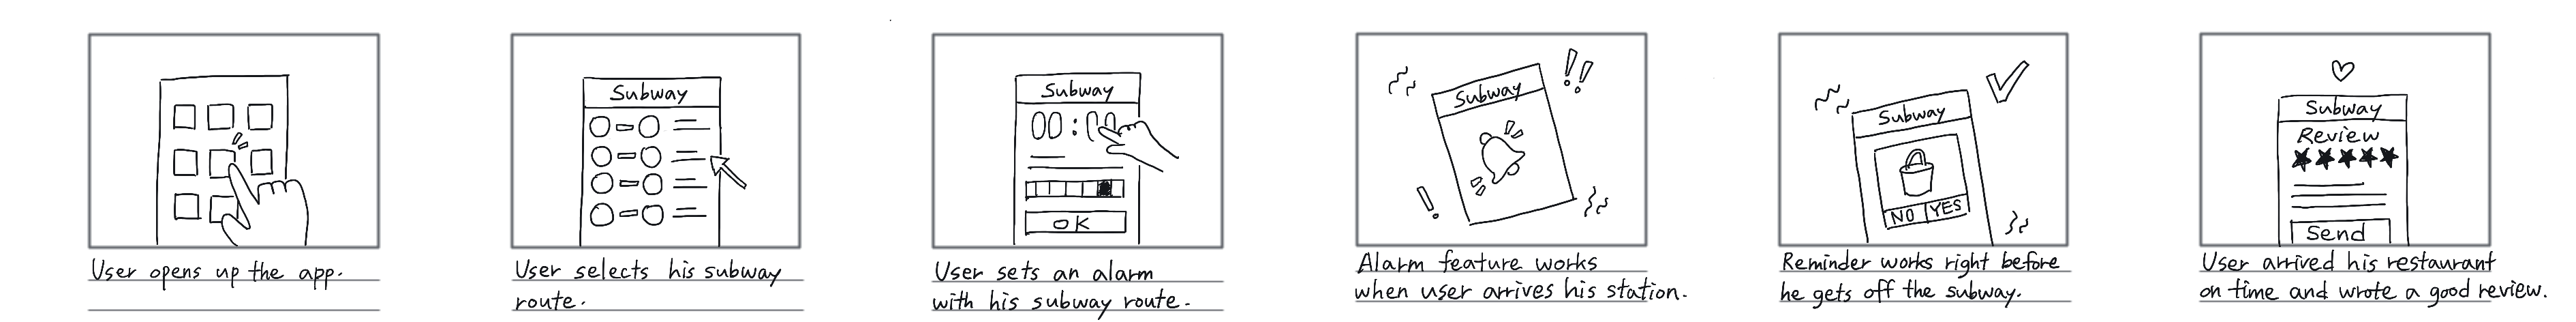 User opens up the app.
Subway
User selects his subway
route.
Subway
00:00
OK
User sets an alarm
with his subway route.
Subway
!!
!
Alarm feature works
when user arrives his station.
Subway
NO YES
Reminder works right before
he gets off the subway.
Subway
Review
Send
User arrived his restaurant
on time and wrote a good review.